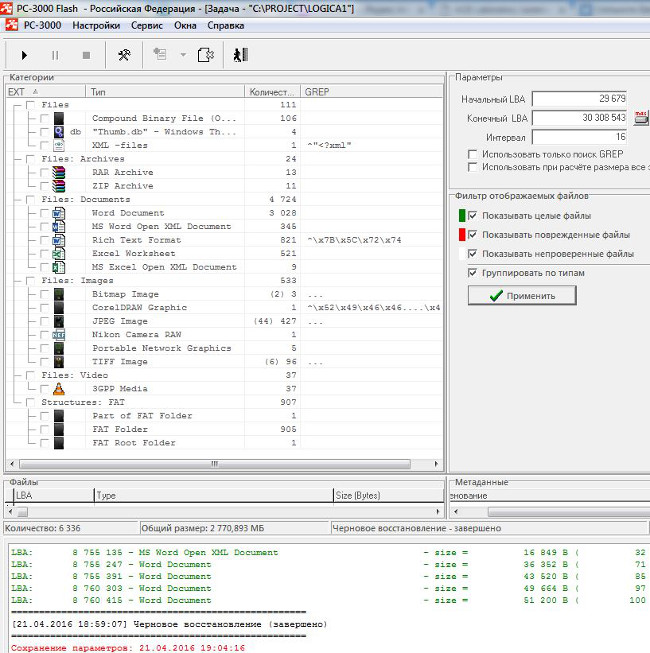 PC-3000 Flash - Российская Федерация - [Задача - "C:\PROJECT\LOGICA1"]
PC-3000 Настройки Сервис Окна Справка
Категории
EXT Тип Количест... GREP
Files 111
Compound Binary File (O... 106
db "Thumb.db" - Windows Th... 4
XML -files 1 ^"<?xml"
Files: Archives 24
RAR Archive 13
ZIP Archive 11
Files: Documents 4 724
Word Document 3 028
MS Word Open XML Document 345
Rich Text Format 821 ^\x7B\x5C\x72\x74
Excel Worksheet 521
MS Excel Open XML Document 9
Files: Images 533
Bitmap Image (2) 3 ...
CorelDRAW Graphic 1 ^\x52\x49\x46\x46....\x4
JPEG Image (44) 427 ...
Nikon Camera RAW 1
Portable Network Graphics 5
TIFF Image (6) 96 ...
Files: Video 37
3GPP Media 37
Structures: FAT 907
Part of FAT Folder 1
FAT Folder 905
FAT Root Folder 1
Параметры
Начальный LBA 29 679
Конечный LBA 30 308 543 max
Интервал 16
Использовать только поиск GREP
Использовать при расчёте размера все з
Фильтр отображаемых файлов
Показывать целые файлы
Показывать поврежденные файлы
Показывать непроверенные файлы
Группировать по типам
Применить
Файлы
LBA Type Size (Bytes)
Метаданные
енование
Количество: 6 336 Общий размер: 2 770,893 МБ Черновое восстановление - завершено
LBA: 8 755 135 - MS Word Open XML Document - size = 16 849 B ( 32
LBA: 8 755 247 - Word Document - size = 36 352 B ( 71
LBA: 8 755 391 - Word Document - size = 43 520 B ( 85
LBA: 8 760 303 - Word Document - size = 49 664 B ( 97
LBA: 8 760 415 - Word Document - size = 51 200 B ( 100
[21.04.2016 18:59:07] Черновое восстановление (завершено)
Сохранение параметров: 21.04.2016 19:04:16